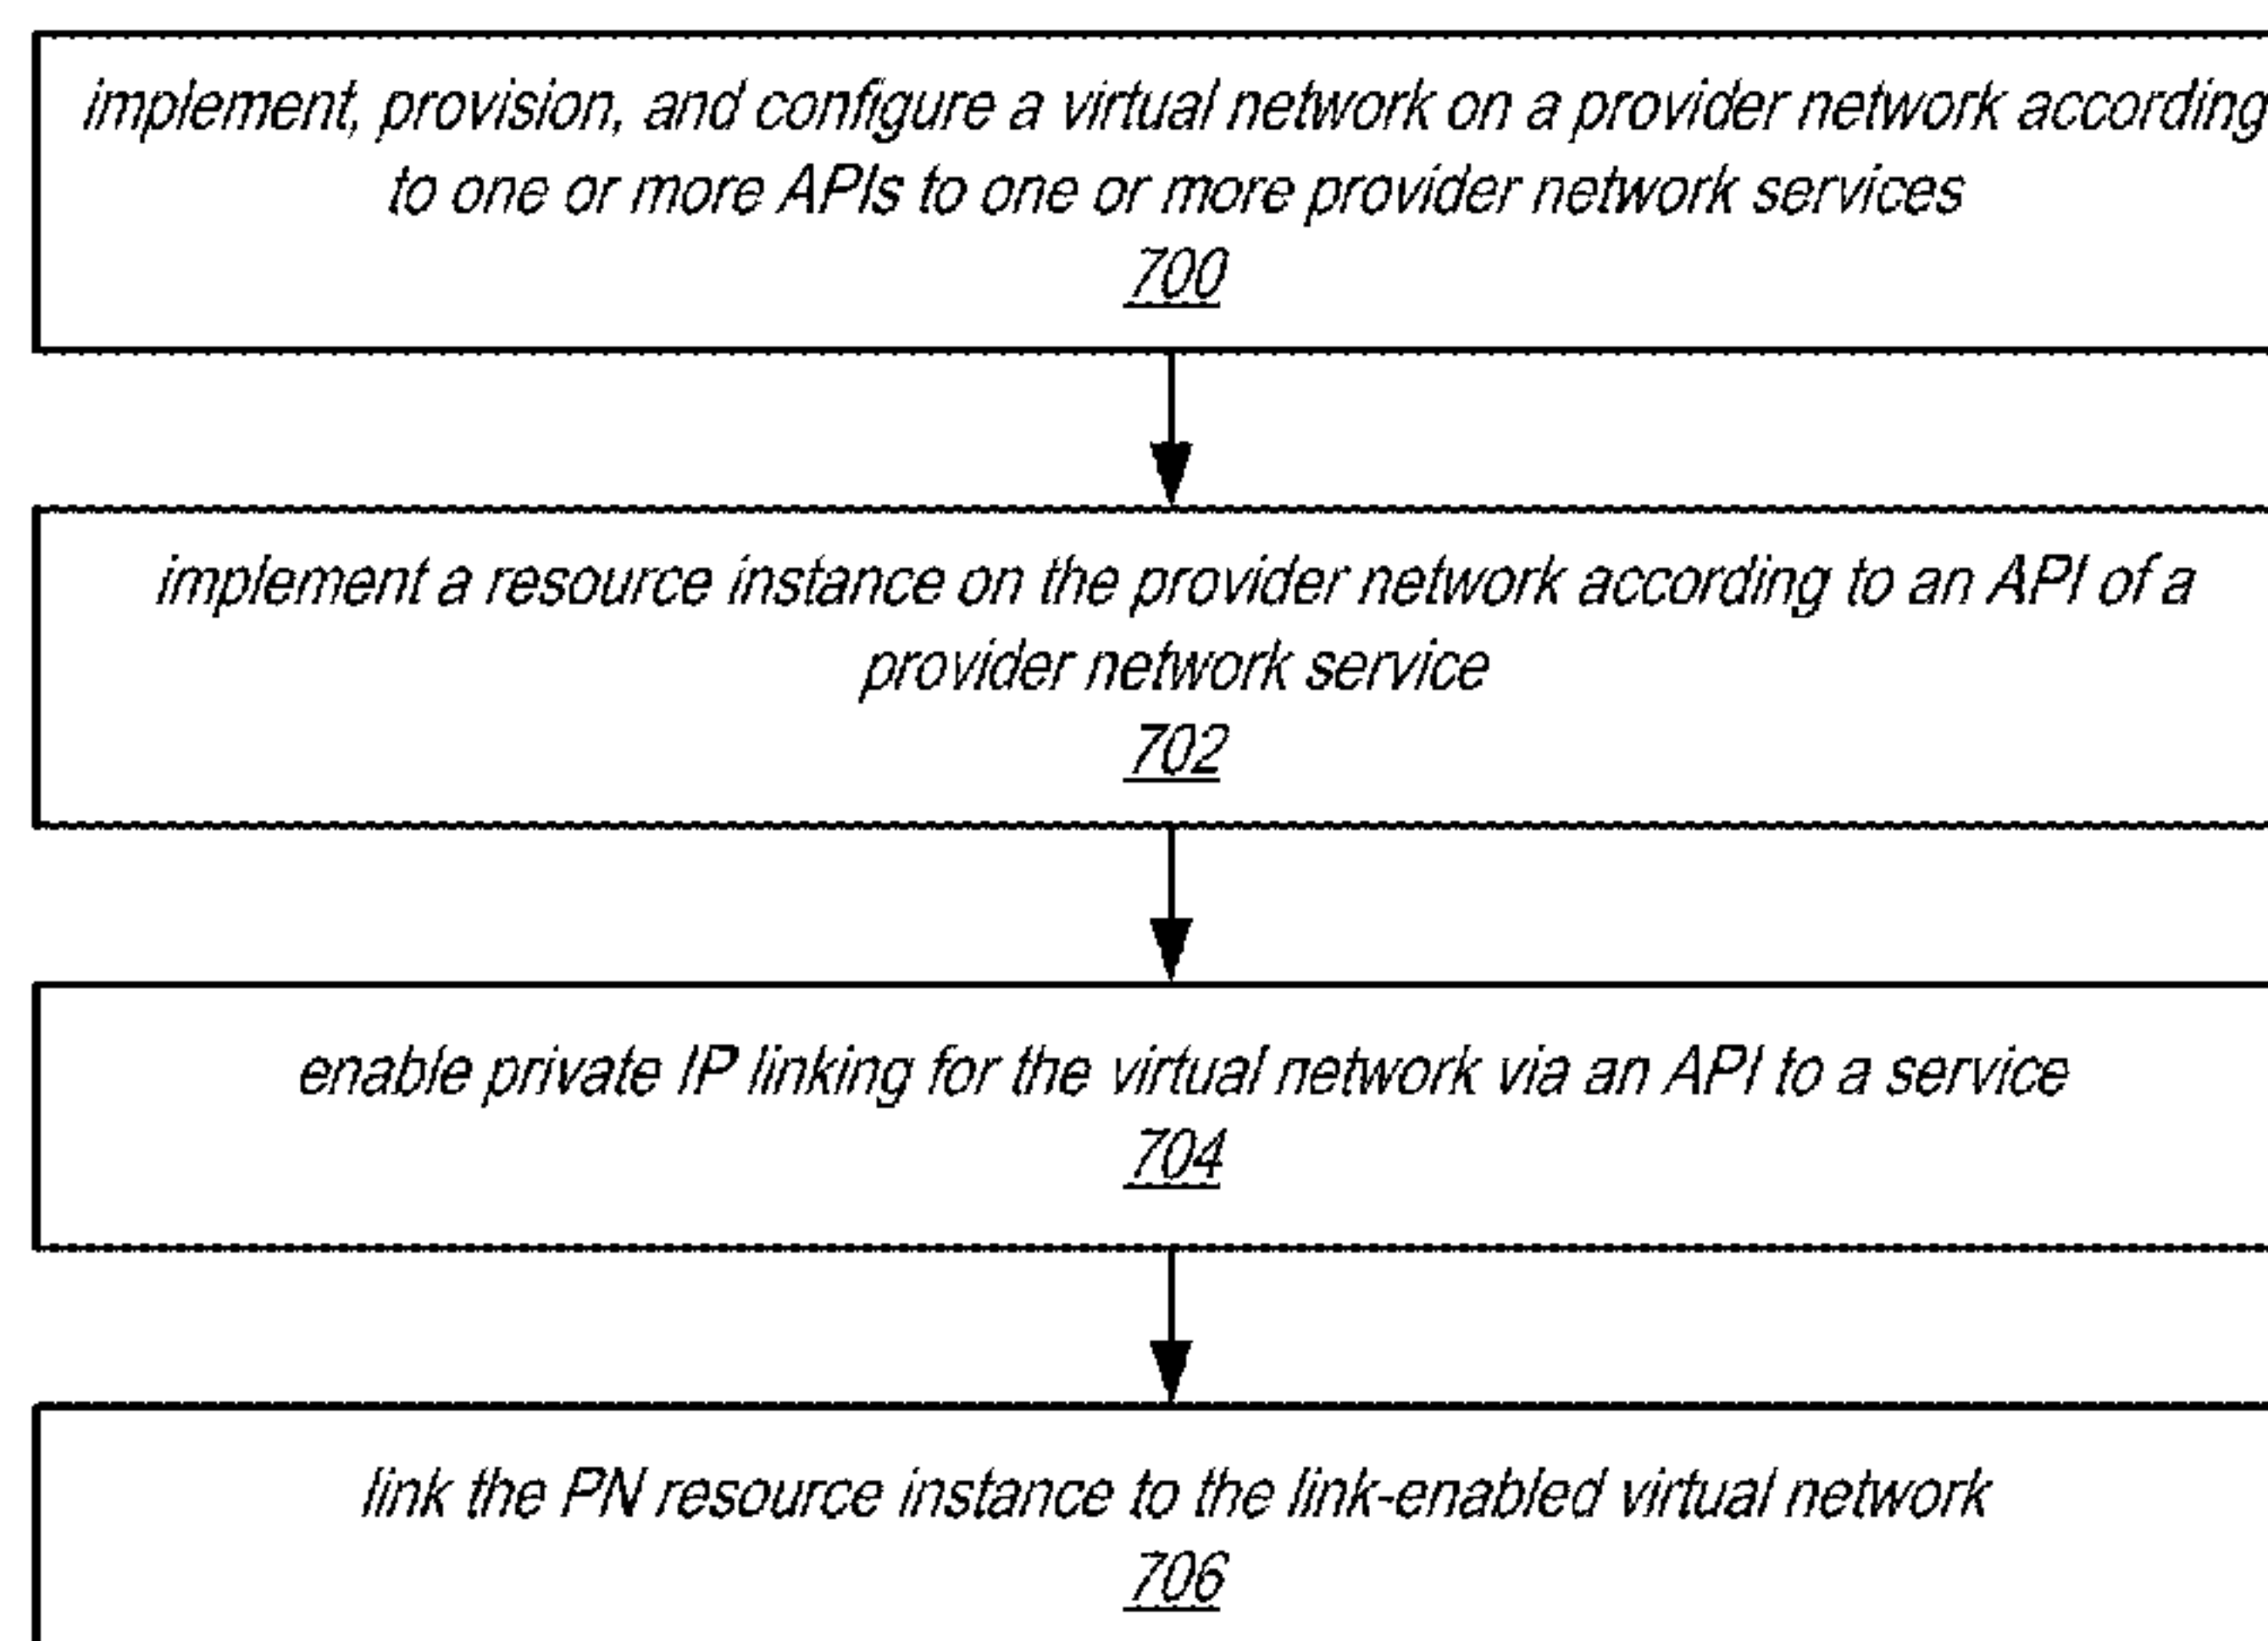 implement, provision, and configure a virtual network on a provider network according
to one or more APIs to one or more provider network services
700
implement a resource instance on the provider network according to an API of a
provider network service
702
enable private IP linking for the virtual network via an API to a service
704
link the PN resource instance to the link-enabled virtual network
706